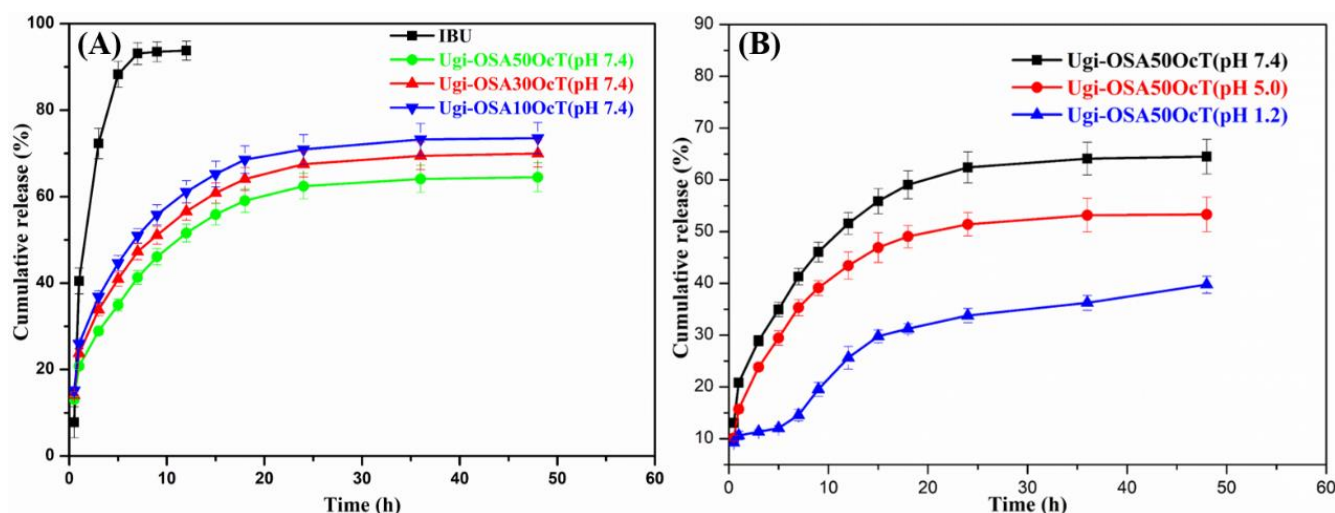 (A)
IBU
Ugi-OSA50OcT(pH 7.4)
Ugi-OSA30OcT(pH 7.4)
Ugi-OSA10OcT(pH 7.4)
Cumulative release (%)
100
80
60
40
20
0
0 10 20 30 40 50 60
Time (h)
(B)
Ugi-OSA50OcT(pH 7.4)
Ugi-OSA50OcT(pH 5.0)
Ugi-OSA50OcT(pH 1.2)
Cumulative release (%)
90
80
70
60
50
40
30
20
10
0 10 20 30 40 50 60
Time (h)